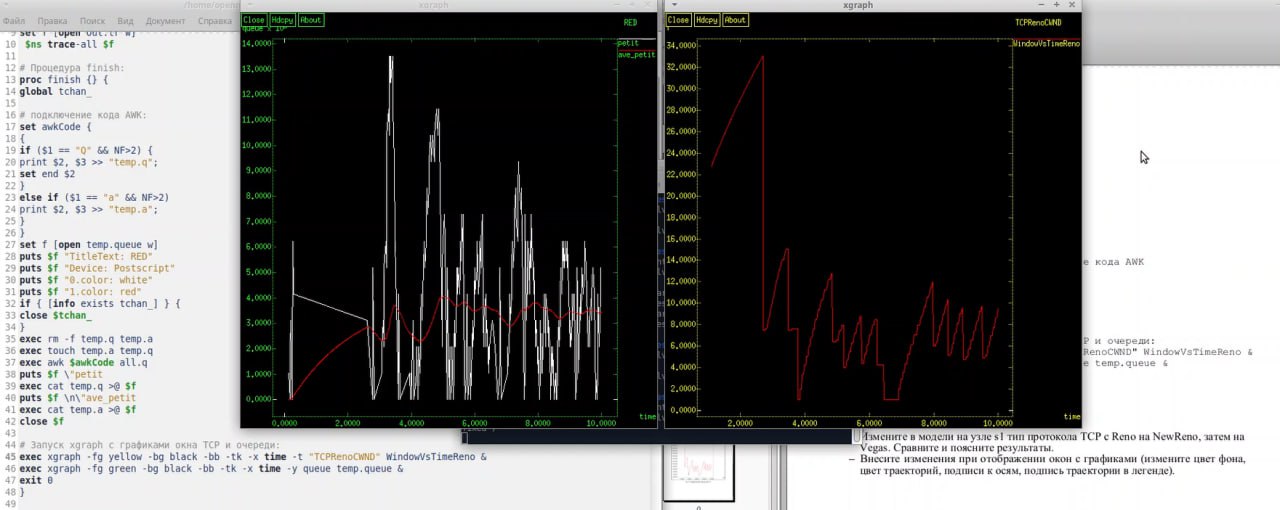 Файл Правка Поиск Вид Документ Справка
10 $ns trace-all $f
11
12 # Процедура finish:
13 proc finish {} {
14 global tchan_
15
16 # подключение кода AWK:
17 set awkCode {
18 {
19 if ($1 == "Q" && NF>2) {
20 print $2, $3 >> "temp.q";
21 set end $2
22 }
23 else if ($1 == "a" && NF>2)
24 print $2, $3 >> "temp.a";
25 }
26 }
27 set f [open temp.queue w]
28 puts $f "TitleText: RED"
29 puts $f "Device: Postscript"
30 puts $f "0.color: white"
31 puts $f "1.color: red"
32 if { [info exists tchan_] } {
33 close $tchan_
34 }
35 exec rm -f temp.q temp.a
36 exec touch temp.a temp.q
37 exec awk $awkCode all.q
38 puts $f \"petit
39 exec cat temp.q >@ $f
40 puts $f \n\"ave_petit
41 exec cat temp.a >@ $f
42 close $f
43
44 # Запуск xgraph с графиками окна TCP и очереди:
45 exec xgraph -fg yellow -bg black -bb -tk -x time -t "TCPRenoCWND" WindowVsTimeReno &
46 exec xgraph -fg green -bg black -bb -tk -x time -y queue temp.queue &
47 exit 0
48 }
49
xgraph
Close Hdcpy About
RED
petit
ave_petit
14,0000
13,0000
12,0000
11,0000
10,0000
9,0000
8,0000
7,0000
6,0000
5,0000
4,0000
3,0000
2,0000
1,0000
0,0000
time
0,0000 2,0000 4,0000 6,0000 8,0000 10,0000
xgraph
Close Hdcpy About
TCPRenoCWND
WindowVsTimeReno
34,0000
32,0000
30,0000
28,0000
26,0000
24,0000
22,0000
20,0000
18,0000
16,0000
14,0000
12,0000
10,0000
8,0000
6,0000
4,0000
2,0000
0,0000
time
2,0000 4,0000 6,0000 8,0000 10,0000
е кода AWK
P и очереди:
RenoCWND" WindowVsTimeReno &
e temp.queue &
Измените в модели на узле s1 тип протокола TCP с Reno на NewReno, затем на
Vegas. Сравните и поясните результаты.
– Внесите изменения при отображении окон с графиками (измените цвет фона,
цвет траекторий, подписи к осям, подпись траектории в легенде).